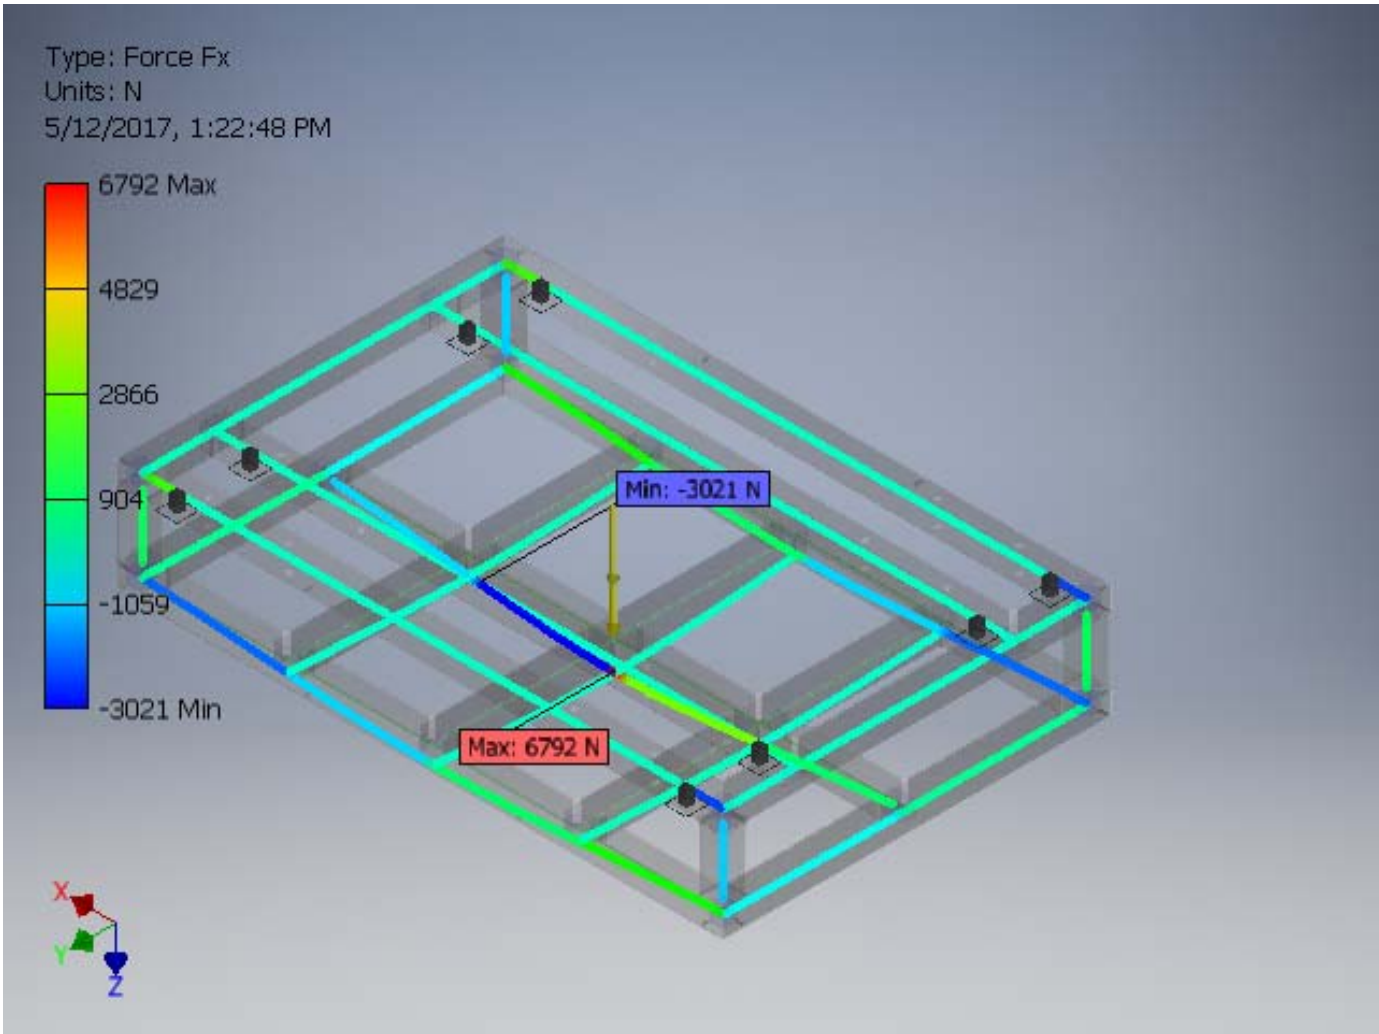 Type: Force Fx
Units: N
5/12/2017, 1:22:48 PM
6792 Max
4829
2866
904
-1059
-3021 Min
Min: -3021 N
Max: 6792 N
X
Y
Z